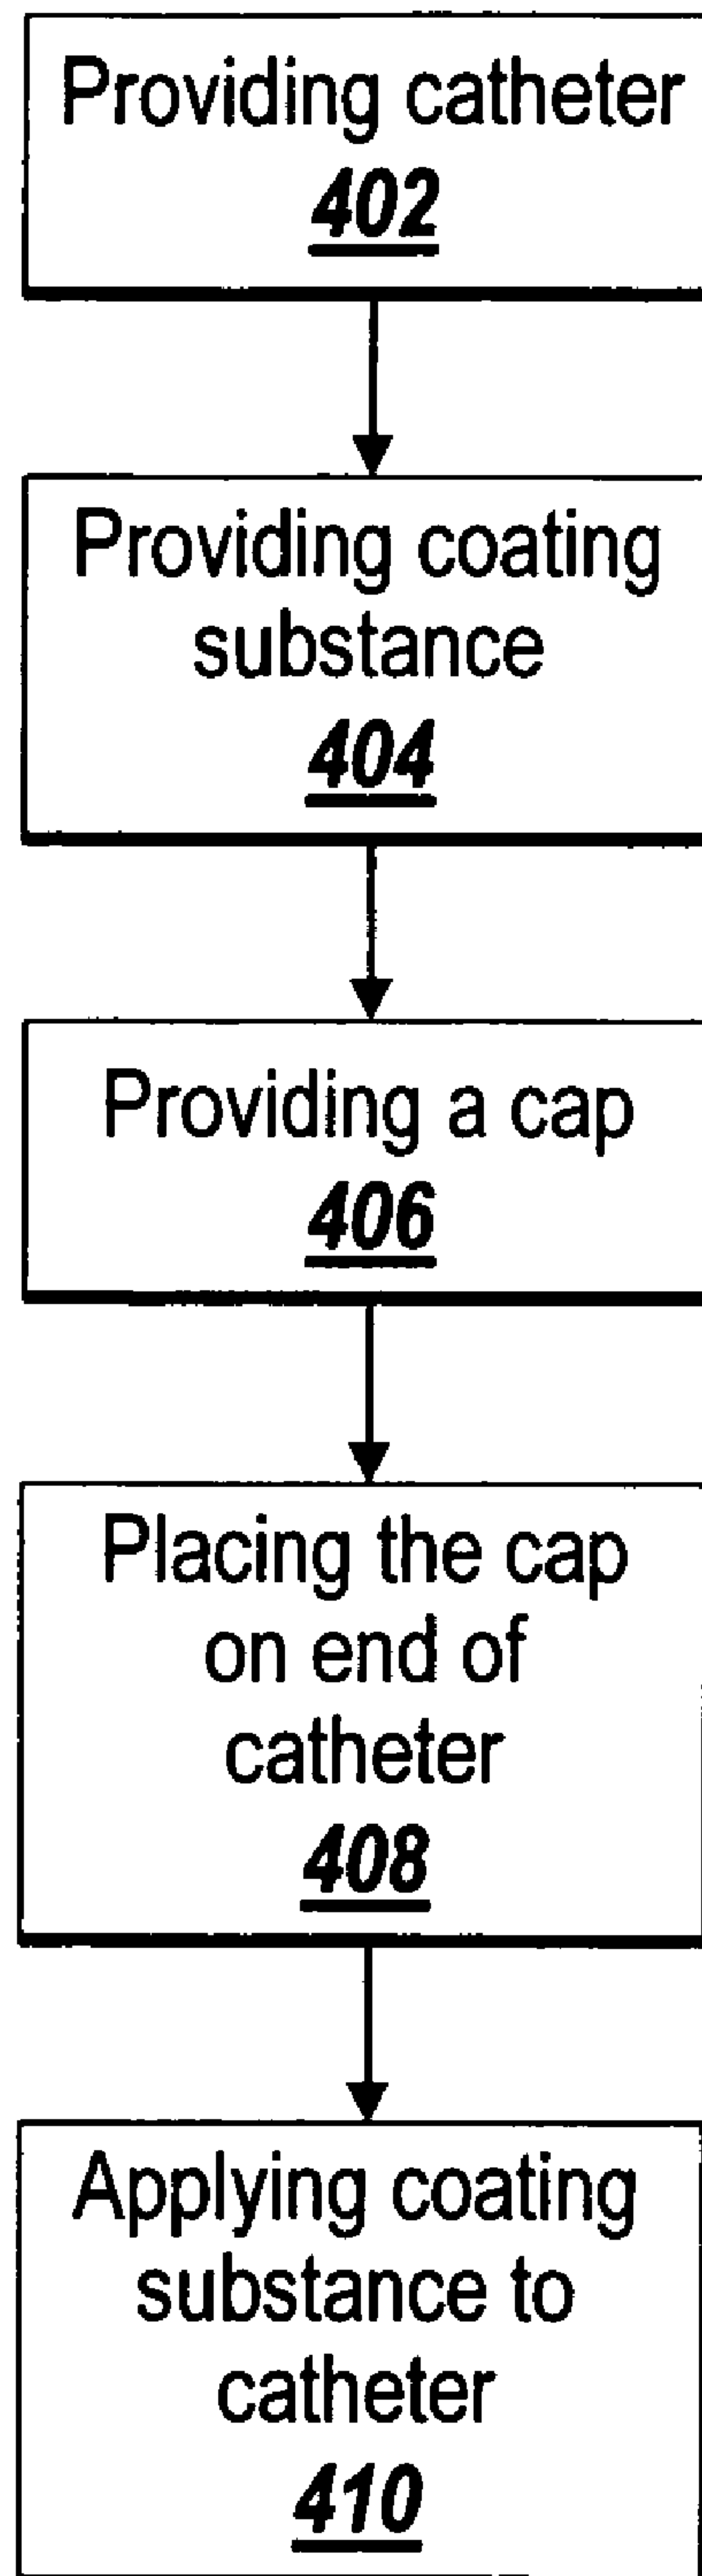 Providing catheter
402
Providing coating
substance
404
Providing a cap
406
Placing the cap
on end of
catheter
408
Applying coating
substance to
catheter
410